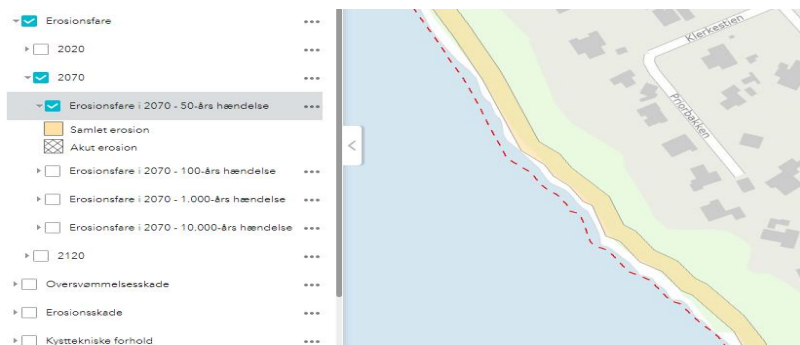 Erosionsfare
2020
2070
Erosionsfare i 2070 - 50-års hændelse
Samlet erosion
Akut erosion
Erosionsfare i 2070 - 100-års hændelse
Erosionsfare i 2070 - 1.000-års hændelse
Erosionsfare i 2070 - 10.000-års hændelse
2120
Oversvømmelsesskade
Erosionsskade
Kysttekniske forhold
Klerkestien
Priorbakken